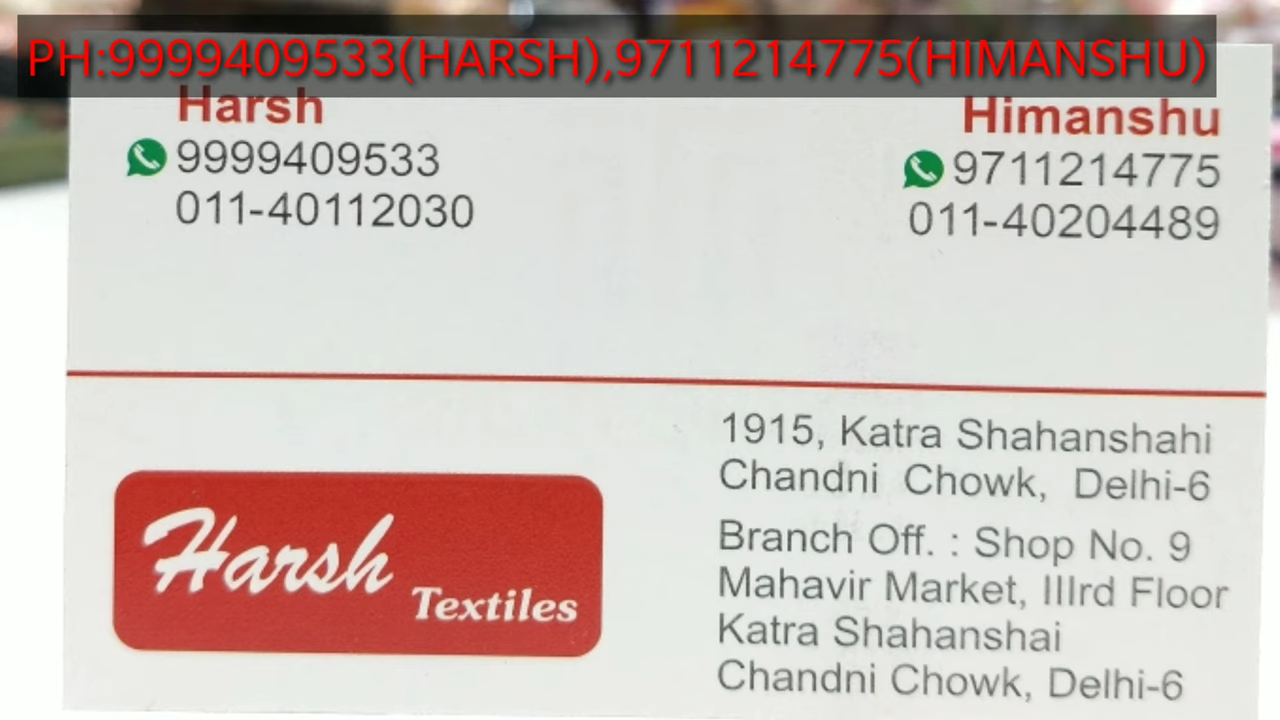 PH:9999409533(HARSH),9711214775(HIMANSHU)
Harsh
9999409533
011-40112030
Himanshu
9711214775
011-40204489
Harsh
Textiles
1915, Katra Shahanshahi
Chandni Chowk, Delhi-6
Branch Off. : Shop No. 9
Mahavir Market, IIIrd Floor
Katra Shahanshai
Chandni Chowk, Delhi-6